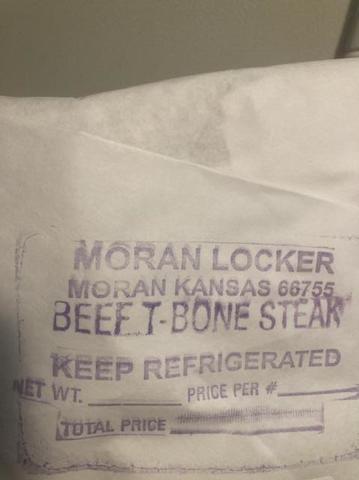 MORAN LOCKER
MORAN KANSAS 66755
BEEF T-BONE STEAK
KEEP REFRIGERATED
NET WT. PRICE PER #
TOTAL PRICE